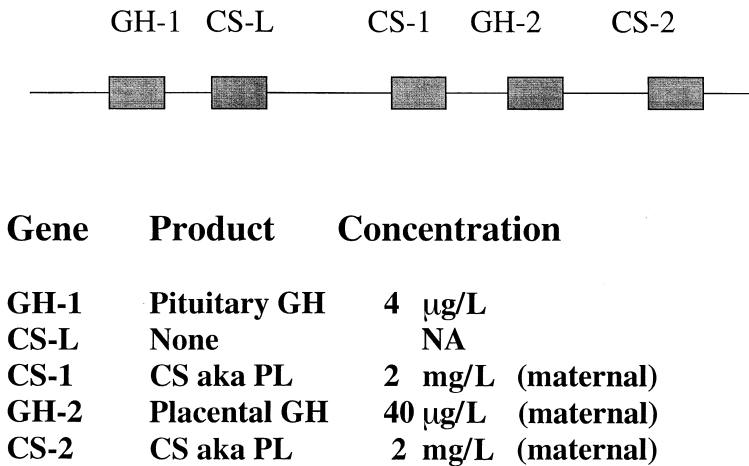 GH-1 CS-L CS-1 GH-2 CS-2
Gene Product Concentration
GH-1 Pituitary GH 4 μg/L
CS-L None NA
CS-1 CS aka PL 2 mg/L (maternal)
GH-2 Placental GH 40 μg/L (maternal)
CS-2 CS aka PL 2 mg/L (maternal)